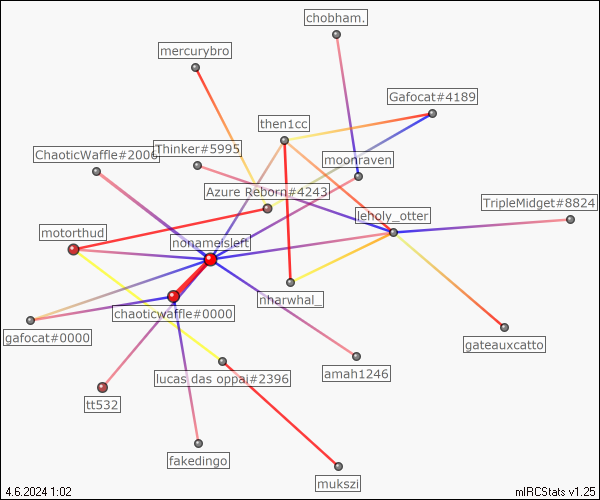 chobham.
mercurybro
Gafocat#4189
then1cc
Thinker#5995
ChaoticWaffle#2006
moonraven
Azure Reborn#4243
TripleMidget#8824
leholy_otter
motorthud
nonameisleft
nharwhal_
chaoticwaffle#0000
gafocat#0000
gateauxcatto
amah1246
lucas das oppai#2396
tt532
fakedingo
mukszi
4.6.2024 1:02
mIRCStats v1.25